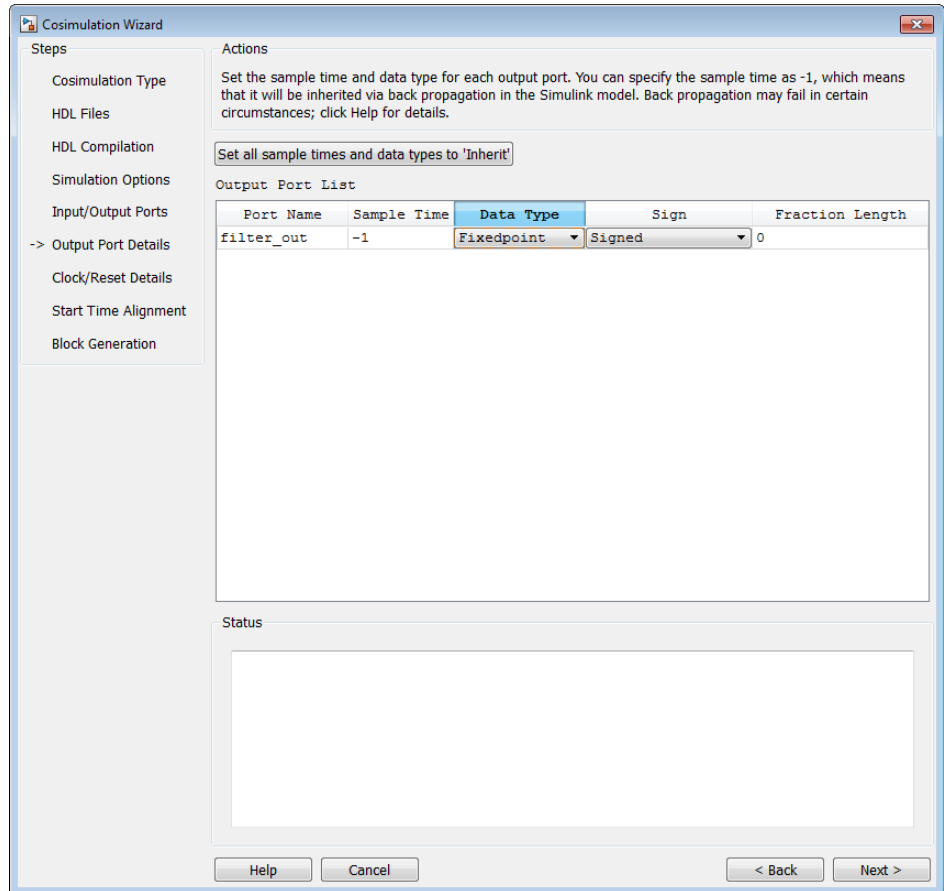 Cosimulation Wizard
Steps
Cosimulation Type
HDL Files
HDL Compilation
Simulation Options
Input/Output Ports
-> Output Port Details
Clock/Reset Details
Start Time Alignment
Block Generation
Actions
Set the sample time and data type for each output port. You can specify the sample time as -1, which means
that it will be inherited via back propagation in the Simulink model. Back propagation may fail in certain
circumstances; click Help for details.
Set all sample times and data types to 'Inherit'
Output Port List
Port Name Sample Time Data Type Sign Fraction Length
filter_out -1 Fixedpoint Signed 0
Status
Help Cancel < Back Next >